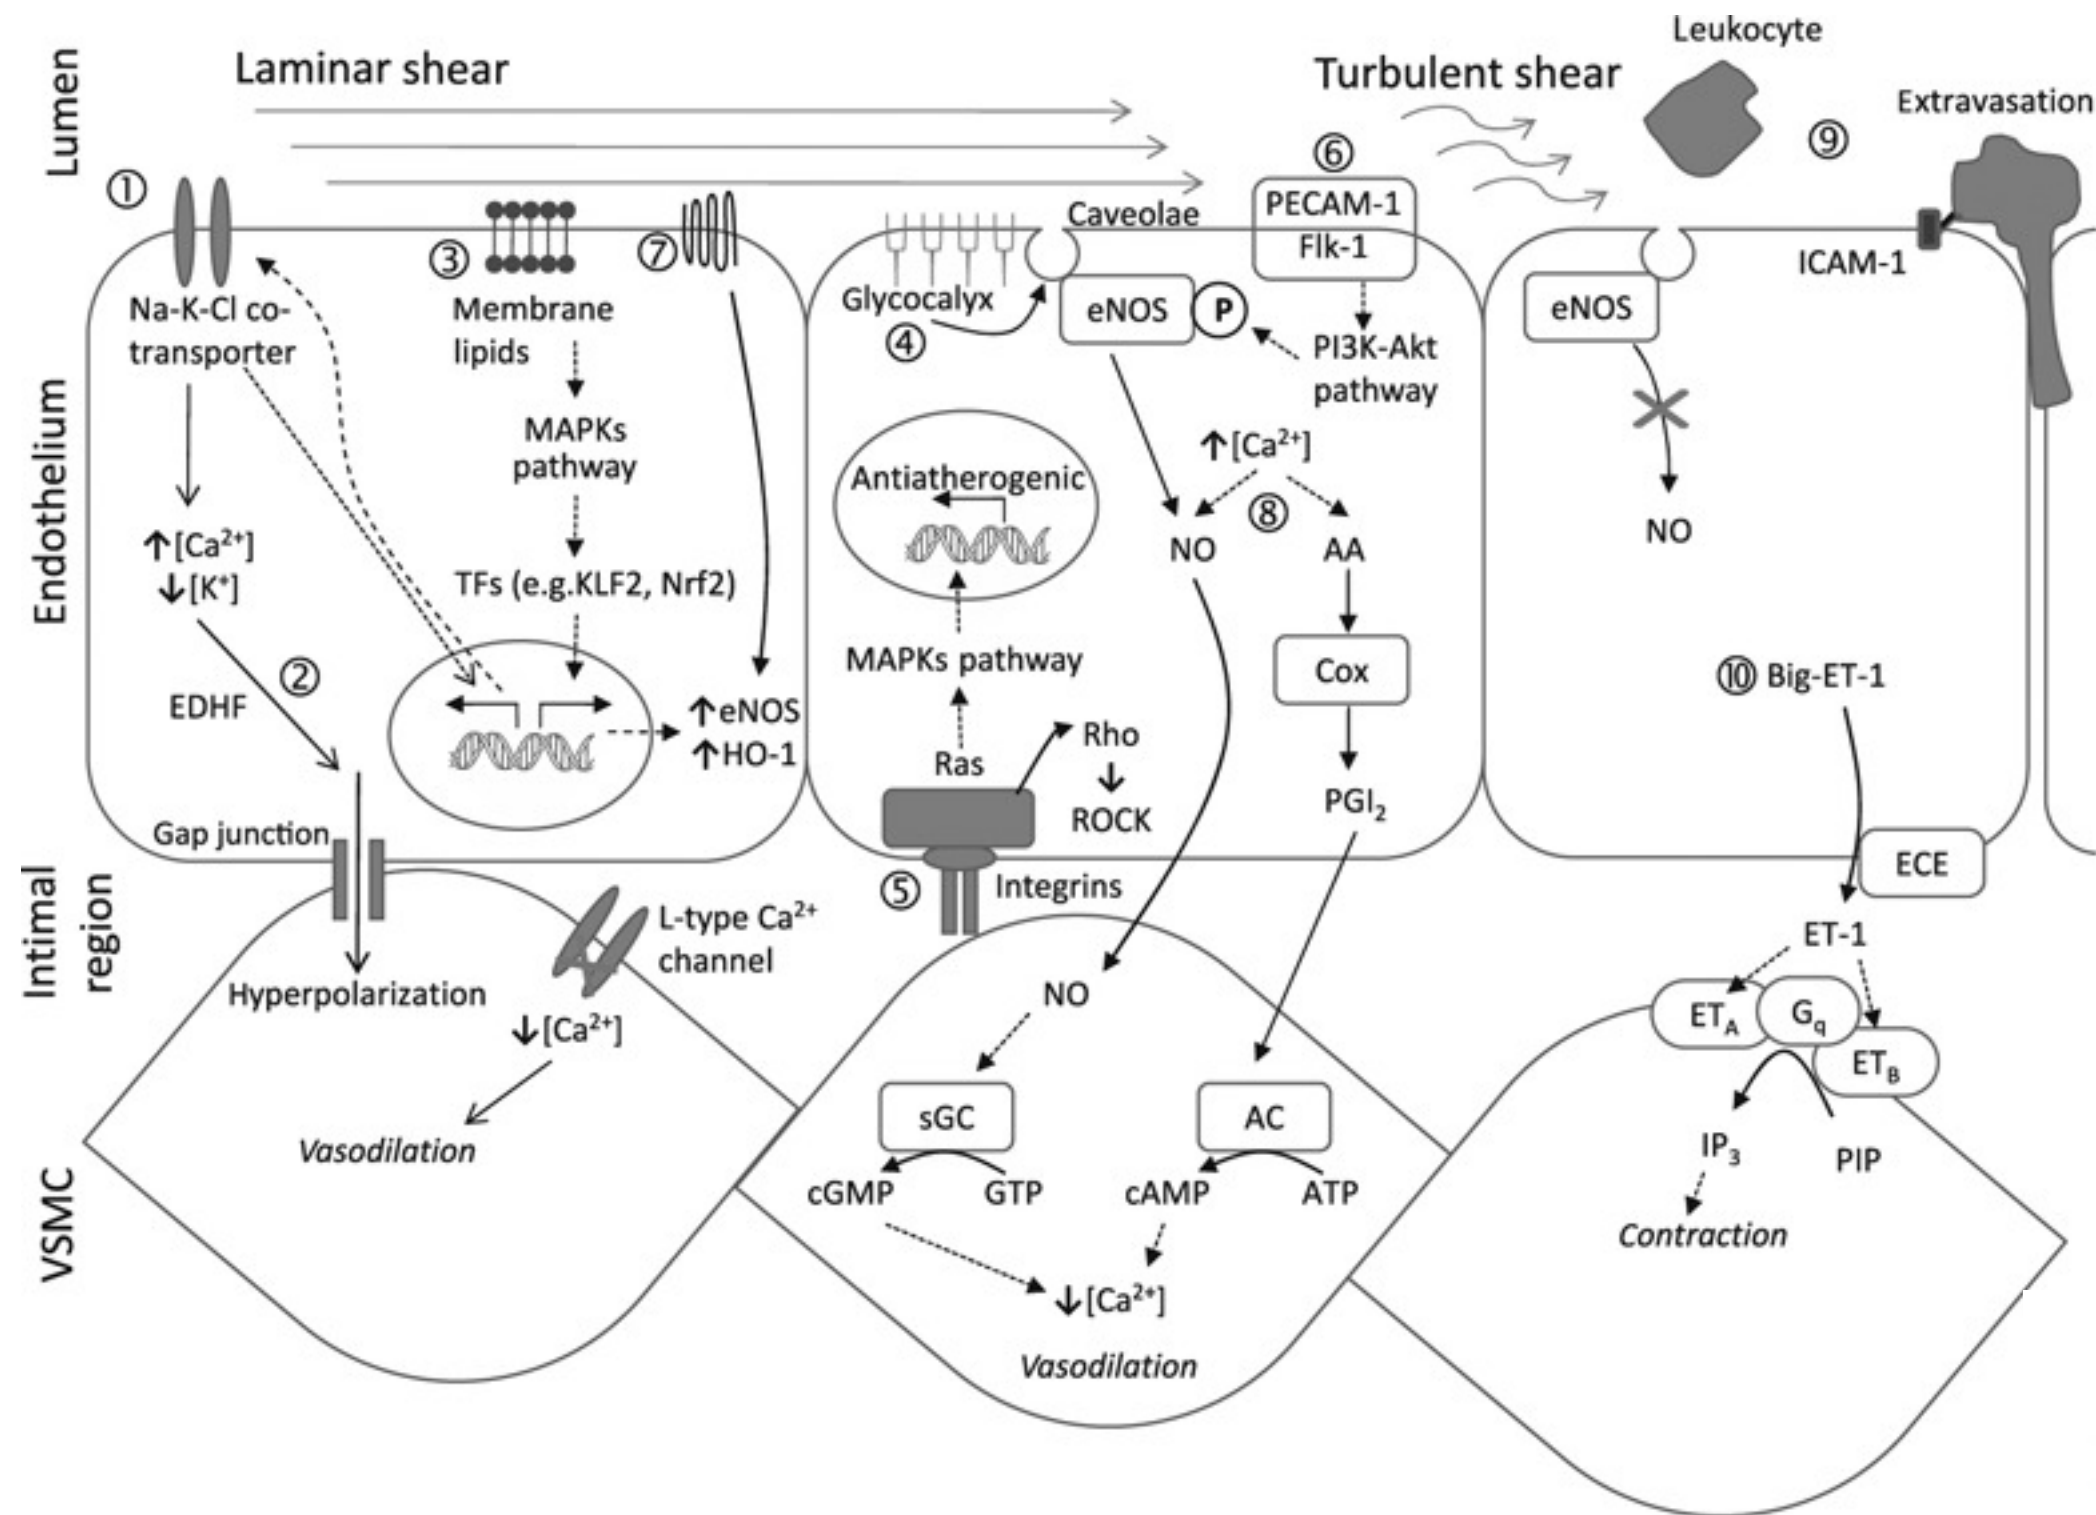 Lumen
Endothelium
Intimal
region
VSMC
Laminar shear
Turbulent shear
Leukocyte
Extravasation
①
Na-K-Cl co-
transporter
↑[Ca²⁺]
↓[K⁺]
②
EDHF
Gap junction
Hyperpolarization
L-type Ca²⁺
channel
↓[Ca²⁺]
Vasodilation
③
Membrane
lipids
MAPKs
pathway
TFs (e.g.KLF2, Nrf2)
⑦
↑eNOS
↑HO-1
Glycocalyx
④
Caveolae
eNOS
P
⑥
PECAM-1
Flk-1
PI3K-Akt
pathway
Antiatherogenic
MAPKs pathway
Ras
Rho
ROCK
⑤
Integrins
↑[Ca²⁺]
⑧
NO
AA
Cox
PGI₂
NO
sGC
AC
cGMP
GTP
cAMP
ATP
↓[Ca²⁺]
Vasodilation
⑨
ICAM-1
eNOS
NO
⑩ Big-ET-1
ECE
ET-1
ET_A
G_q
ET_B
IP₃
PIP
Contraction